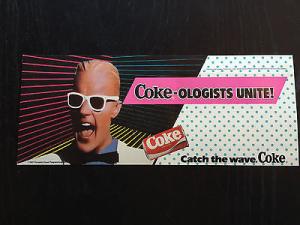 Coke-OLOGISTS UNITE!
Coke
Catch the wave. Coke